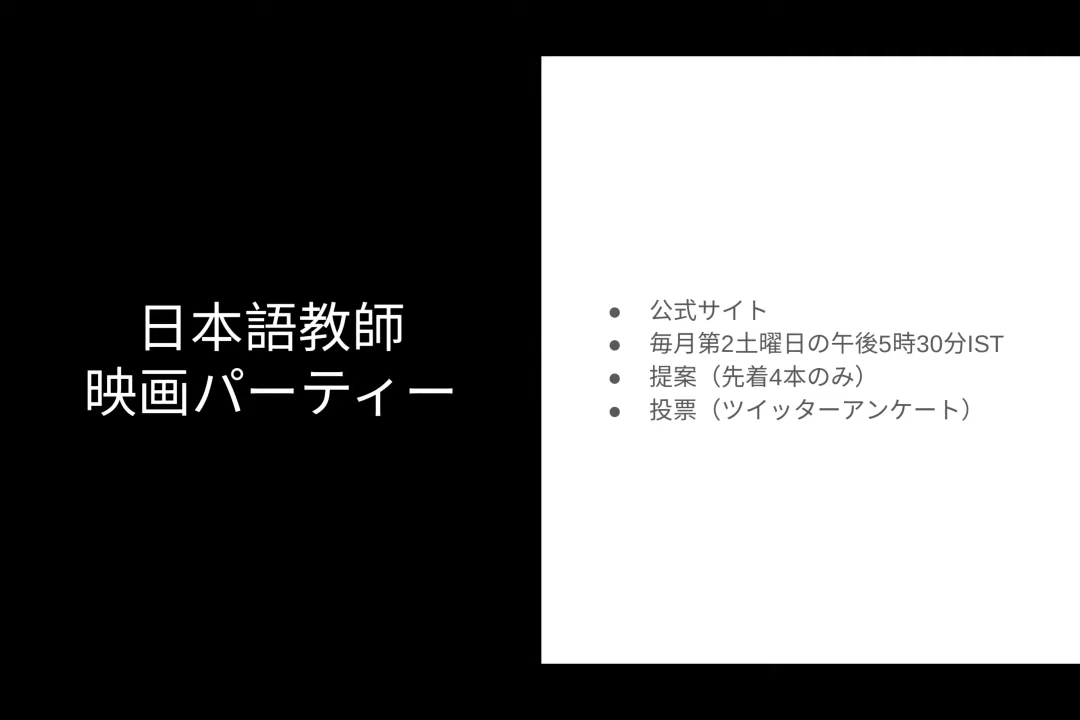 日本語教師
映画パーティー
● 公式サイト
● 毎月第2土曜日の午後5時30分IST
● 提案（先着4本のみ）
● 投票（ツイッターアンケート）